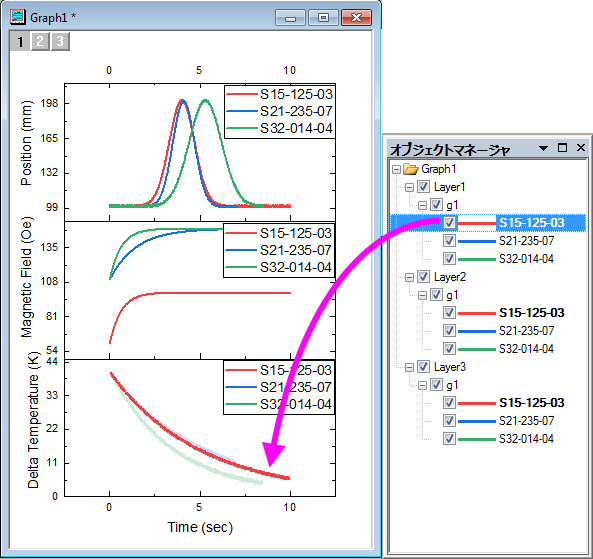 Graph1 *
1 2 3
0 5 10
198
165
132
99
Position (mm)
S15-125-03
S21-235-07
S32-014-04
135
108
81
54
Magnetic Field (Oe)
S15-125-03
S21-235-07
S32-014-04
44
33
22
11
0
Delta Temperature (K)
S15-125-03
S21-235-07
S32-014-04
0 5 10
Time (sec)
オブジェクトマネージャ
Graph1
Layer1
g1
S15-125-03
S21-235-07
S32-014-04
Layer2
g1
S15-125-03
S21-235-07
S32-014-04
Layer3
g1
S15-125-03
S21-235-07
S32-014-04